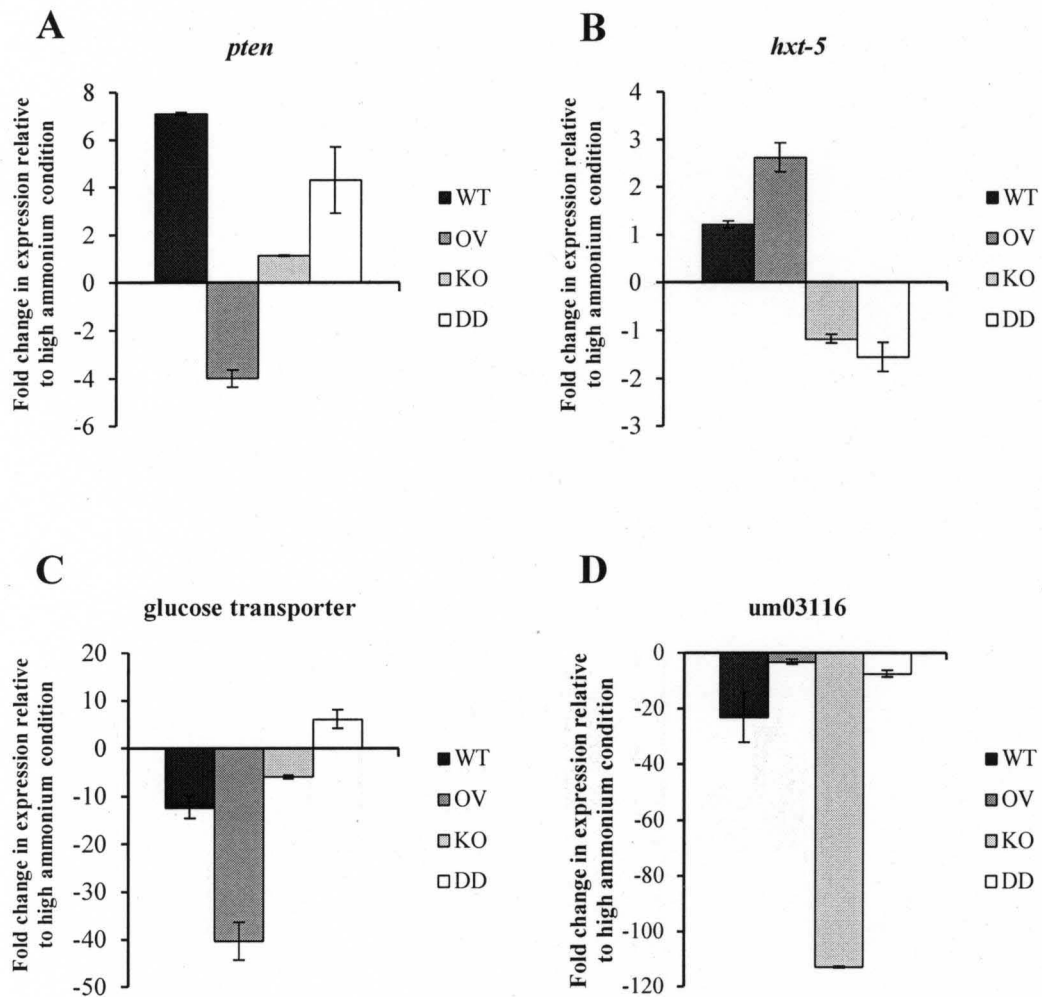 A
pten
Fold change in expression relative
to high ammonium condition
8
6
4
2
0
-2
-4
-6
WT
OV
KO
DD
B
hxt-5
Fold change in expression relative
to high ammonium condition
4
3
2
1
0
-1
-2
-3
WT
OV
KO
DD
C
glucose transporter
Fold change in expression relative
to high ammonium condition
20
10
0
-10
-20
-30
-40
-50
WT
OV
KO
DD
D
um03116
Fold change in expression relative
to high ammonium condition
0
-20
-40
-60
-80
-100
-120
WT
OV
KO
DD